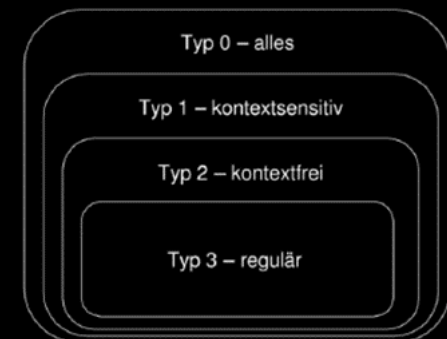 Typ 0 – alles
Typ 1 – kontextsensitiv
Typ 2 – kontextfrei
Typ 3 – regulär